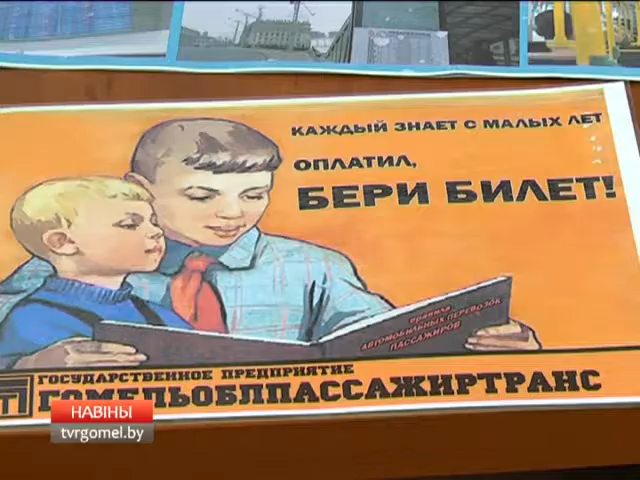 КАЖДЫЙ ЗНАЕТ С МАЛЫХ ЛЕТ
ОПЛАТИЛ,
БЕРИ БИЛЕТ!
ПРАВИЛА
АВТОМОБИЛЬНЫХ ПЕРЕВОЗОК
ПАССАЖИРОВ
ГОСУДАРСТВЕННОЕ ПРЕДПРИЯТИЕ
ГОМЕЛЬОБЛПАССАЖИРТРАНС
НАВІНЫ
tvrgomel.by